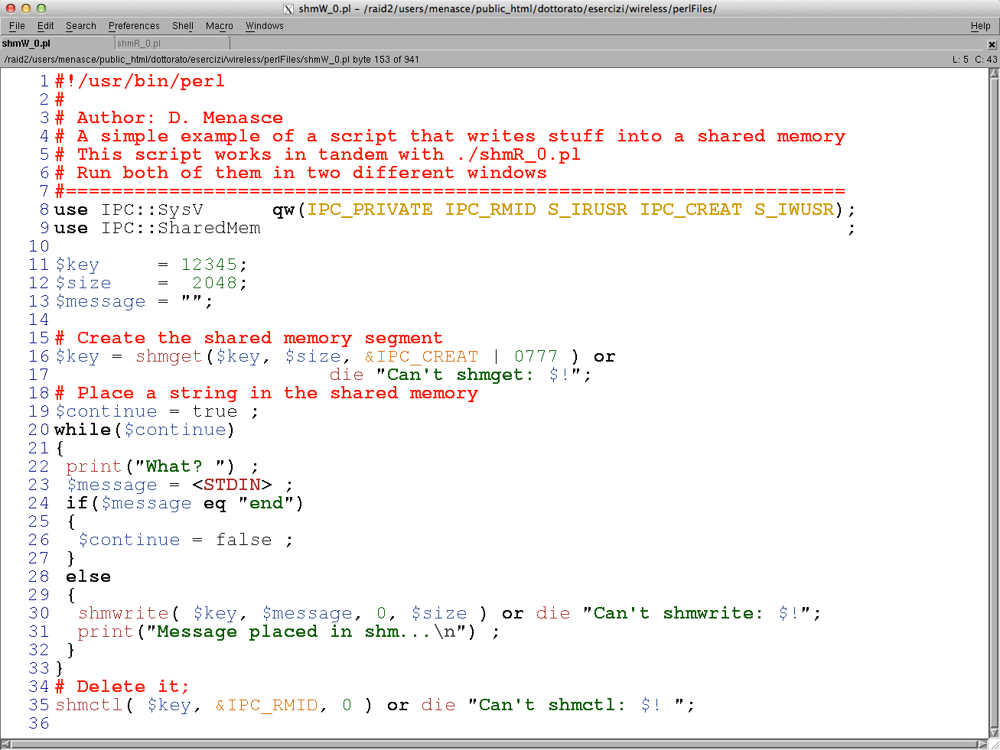 shmW_0.pl – /raid2/users/menasce/public_html/dottorato/esercizi/wireless/perlFiles/
File Edit Search Preferences Shell Macro Windows Help
shmW_0.pl shmR_0.pl
/raid2/users/menasce/public_html/dottorato/esercizi/wireless/perlFiles/shmW_0.pl byte 153 of 941 L: 5 C: 43
1 #!/usr/bin/perl
2 #
3 # Author: D. Menasce
4 # A simple example of a script that writes stuff into a shared memory
5 # This script works in tandem with ./shmR_0.pl
6 # Run both of them in two different windows
7 #====================================================================
8 use IPC::SysV      qw(IPC_PRIVATE IPC_RMID S_IRUSR IPC_CREAT S_IWUSR);
9 use IPC::SharedMem                                                   ;
10
11 $key     = 12345;
12 $size    =  2048;
13 $message = "";
14
15 # Create the shared memory segment
16 $key = shmget($key, $size, &IPC_CREAT | 0777 ) or
17                         die "Can't shmget: $!";
18 # Place a string in the shared memory
19 $continue = true ;
20 while($continue)
21 {
22  print("What? ") ;
23  $message = <STDIN> ;
24  if($message eq "end")
25  {
26   $continue = false ;
27  }
28  else
29  {
30   shmwrite( $key, $message, 0, $size ) or die "Can't shmwrite: $!";
31   print("Message placed in shm...\n") ;
32  }
33 }
34 # Delete it;
35 shmctl( $key, &IPC_RMID, 0 ) or die "Can't shmctl: $! ";
36